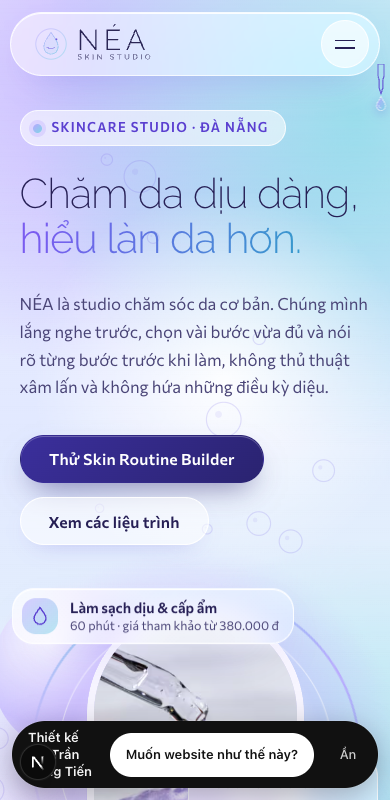 NÉA
SKIN STUDIO
SKINCARE STUDIO · ĐÀ NẴNG
Chăm da dịu dàng,
hiểu làn da hơn.
NÉA là studio chăm sóc da cơ bản. Chúng mình
lắng nghe trước, chọn vài bước vừa đủ và nói
rõ từng bước trước khi làm, không thủ thuật
xâm lấn và không hứa những điều kỳ diệu.
Thử Skin Routine Builder
Xem các liệu trình
Làm sạch dịu & cấp ẩm
60 phút · giá tham khảo từ 380.000 đ
Thiết kế
Trần
Tiến
N
Muốn website như thế này?
Ẩn